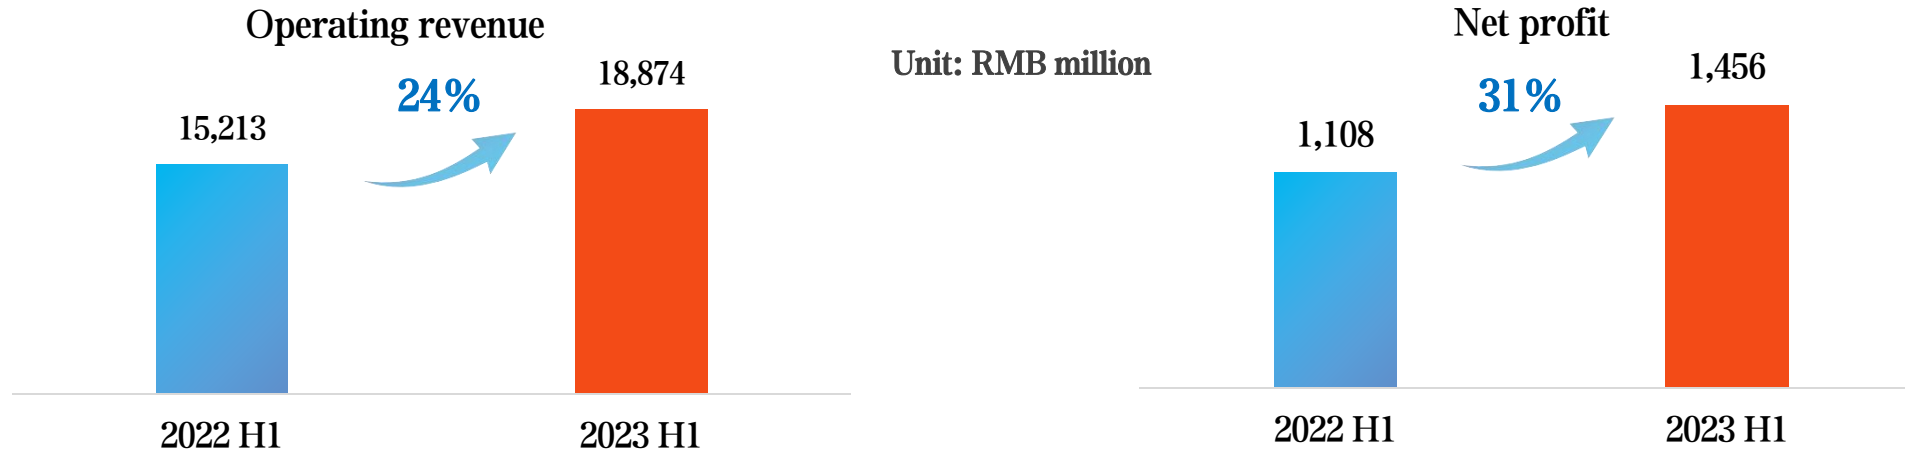 Operating revenue
24%
15,213
18,874
2022 H1
2023 H1
Unit: RMB million
Net profit
31%
1,108
1,456
2022 H1
2023 H1